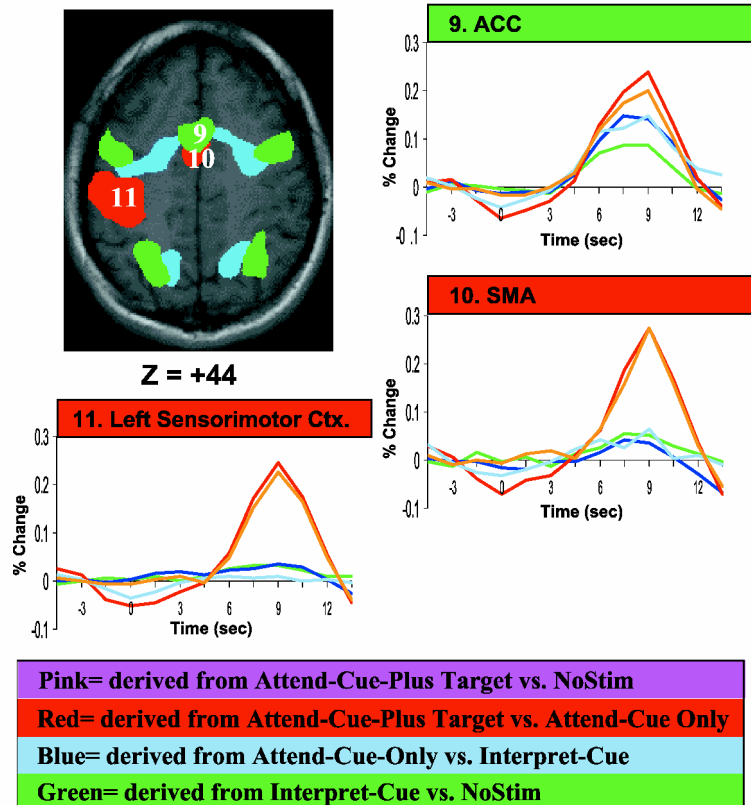 9. ACC
0.3
0.2
0.1
0
-0 .1
% Change
-3
0
3
6
9
12
Time (sec)
9
10
11
Z = +44
10. SMA
0.3
0.2
0.1
0
-0.1
% Change
-3
0
3
6
9
12
Time (sec)
11. Left Sensorimotor Ctx.
0.3
0.2
0.1
0
-0.1
% Change
-3
0
3
6
9
12
Time (sec)
Pink= derived from Attend-Cue-Plus Target vs. NoStim
Red= derived from Attend-Cue-Plus Target vs. Attend-Cue Only
Blue= derived from Attend-Cue-Only vs. Interpret-Cue
Green= derived from Interpret-Cue vs. NoStim